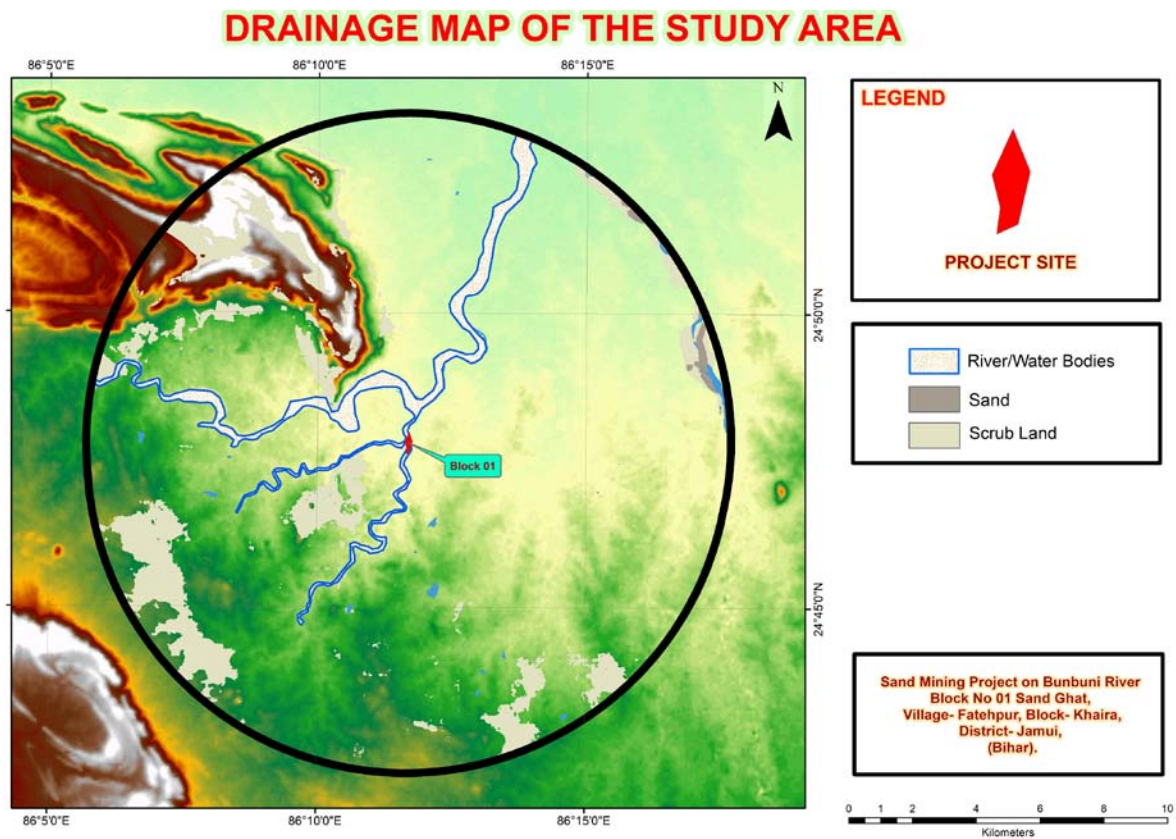 DRAINAGE MAP OF THE STUDY AREA
86°5'0"E
86°10'0"E
86°15'0"E
N
LEGEND
PROJECT SITE
24°50'0"N
River/Water Bodies
Sand
Scrub Land
Block 01
24°45'0"N
Sand Mining Project on Bunbuni River
Block No 01 Sand Ghat,
Village- Fatehpur, Block- Khaira,
District- Jamui,
(Bihar).
86°5'0"E
86°10'0"E
86°15'0"E
0 1 2 4 6 8 10
Kilometers